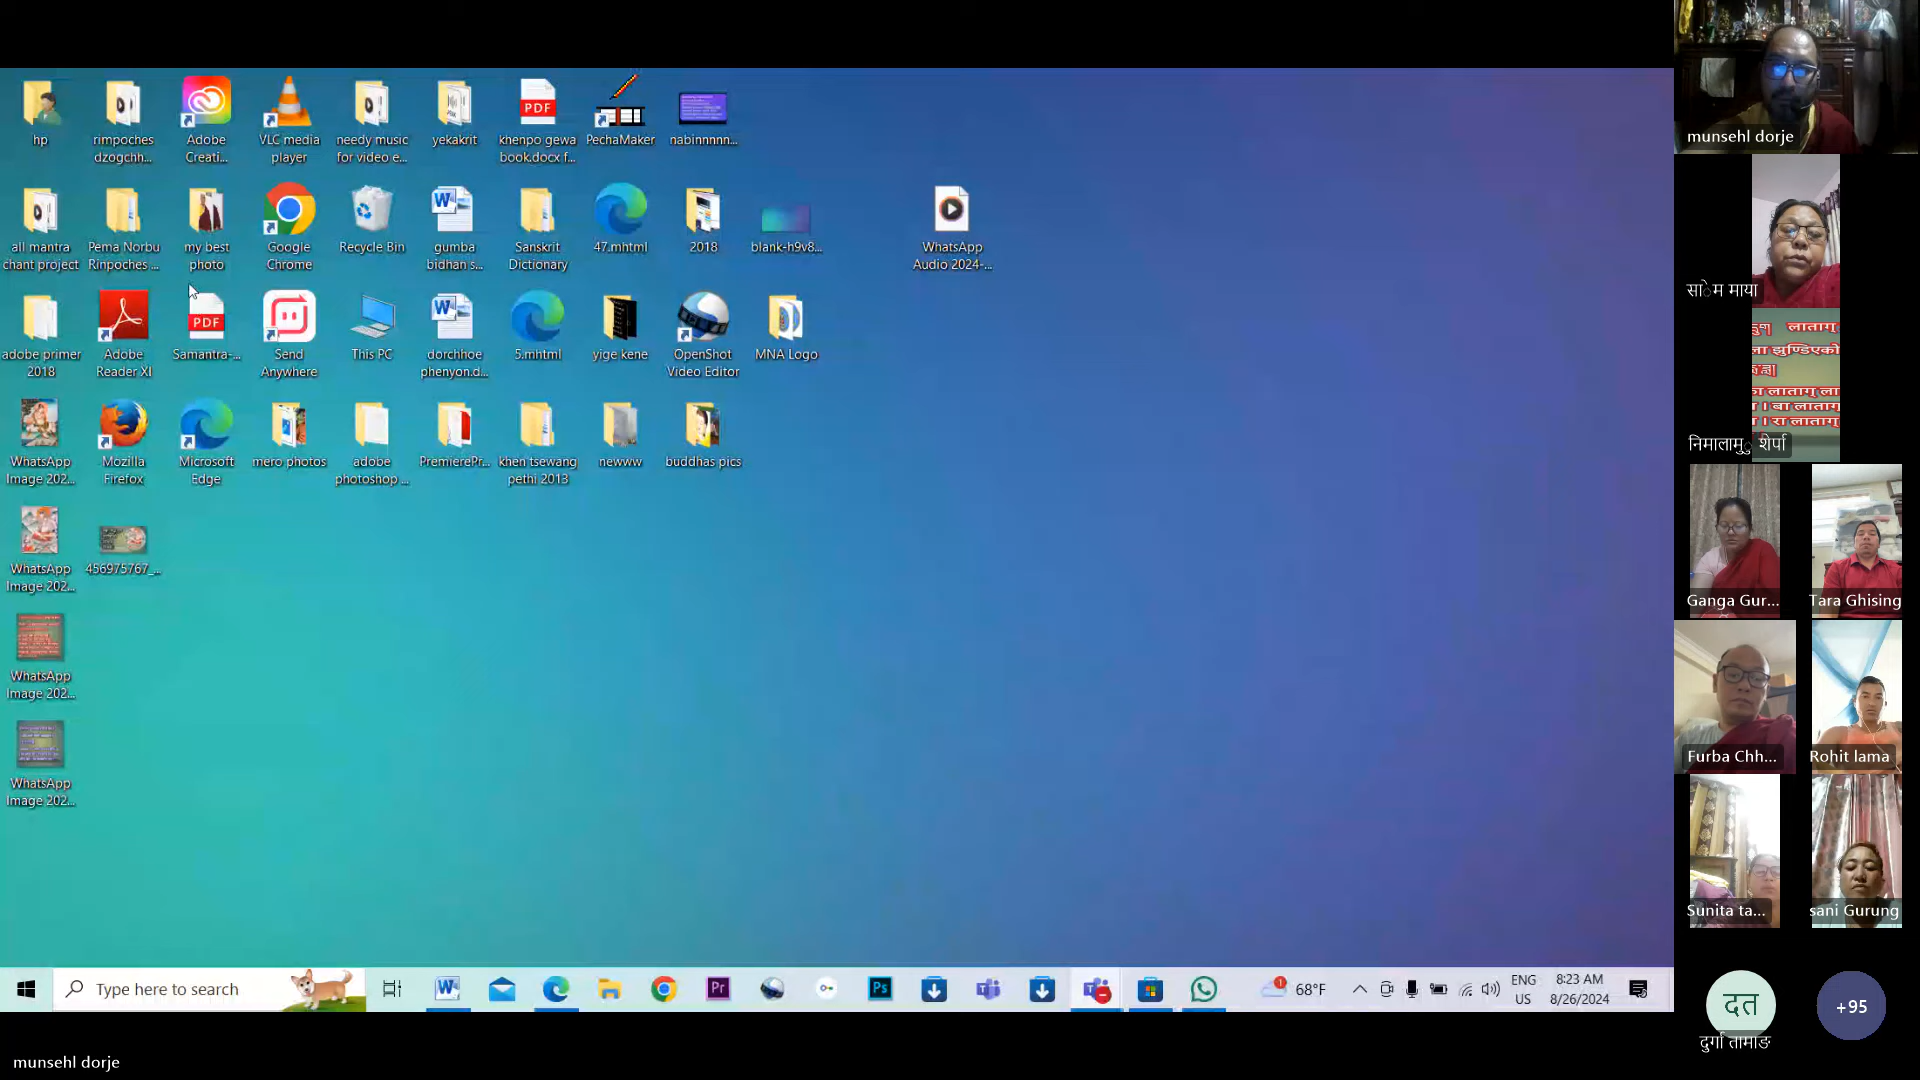 hp
rimpoches
dzogchh...
Adobe
Creati...
VLC media
player
needy music
for video e...
yekakrit
PDF
khenpo gewa
book.docx f...
PechaMaker
nabinnnnn...
all mantra
chant project
Pema Norbu
Rinpoches ...
my best
photo
Google
Chrome
Recycle Bin
gumba
bidhan s...
Sanskrit
Dictionary
47.mhtml
2018
blank-h9v8...
WhatsApp
Audio 2024-...
adobe primer
2018
Adobe
Reader XI
PDF
Samantra-...
Send
Anywhere
This PC
dorchhoe
phenyon.d...
5.mhtml
yige kene
OpenShot
Video Editor
MNA Logo
WhatsApp
Image 202...
Mozilla
Firefox
Microsoft
Edge
mero photos
adobe
photoshop ...
PremierePr...
khen tsewang
pethi 2013
newww
buddhas pics
WhatsApp
Image 202...
456975767_...
WhatsApp
Image 202...
WhatsApp
Image 202...
Type here to search
W
Pr
Ps
1
68°F
ENG
US
8:23 AM
8/26/2024
munsehl dorje
munsehl dorje
साेम माया
लाताग्
ला झुण्डिएको
निमालामु शेर्पा
Ganga Gur...
Tara Ghising
Furba Chh...
Rohit lama
Sunita ta...
sani Gurung
दत
दुर्गा तामाङ
+95